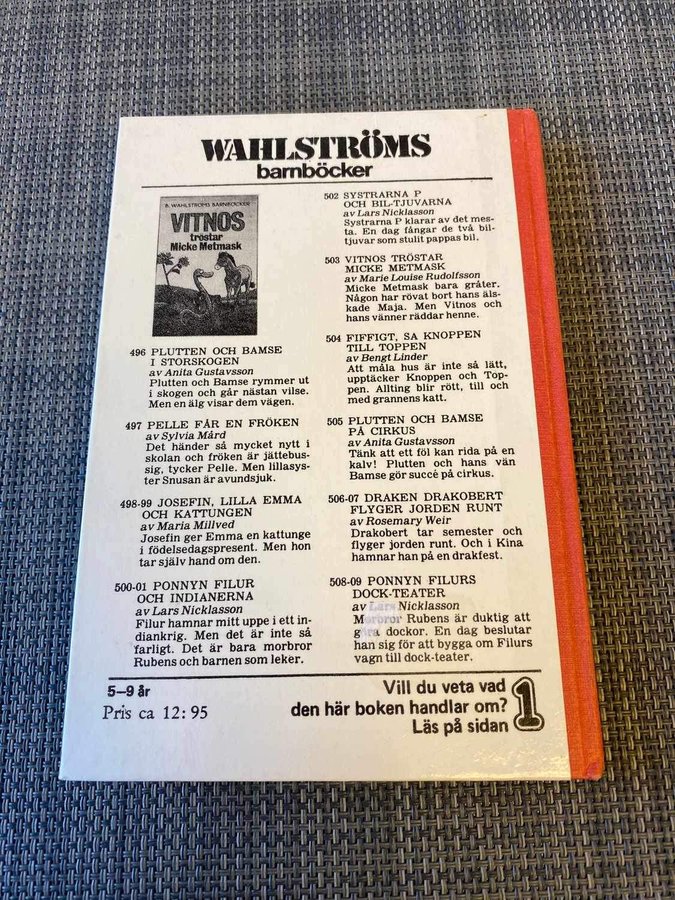 WAHLSTRÖMS
barnböcker
B. WAHLSTRÖMS BARNBÖCKER
VITNOS
tröstar
Micke Metmask
496 PLUTTEN OCH BAMSE
I STORSKOGEN
av Anita Gustavsson
Plutten och Bamse rymmer ut
i skogen och går nästan vilse.
Men en älg visar dem vägen.
497 PELLE FÅR EN FRÖKEN
av Sylvia Mård
Det händer så mycket nytt i
skolan och fröken är jättebus-
sig, tycker Pelle. Men lillasys-
ter Snusan är avundsjuk.
498-99 JOSEFIN, LILLA EMMA
OCH KATTUNGEN
av Maria Millved
Josefin ger Emma en kattunge
i födelsedagspresent. Men hon
tar själv hand om den.
500-01 PONNYN FILUR
OCH INDIANERNA
av Lars Nicklasson
Filur hamnar mitt uppe i ett in-
diankrig. Men det är inte så
farligt. Det är bara morbror
Rubens och barnen som leker.
502 SYSTRARNA P
OCH BIL-TJUVARNA
av Lars Nicklasson
Systrarna P klarar av det mes-
ta. En dag fångar de två bil-
tjuvar som stulit pappas bil.
503 VITNOS TRÖSTAR
MICKE METMASK
av Marie Louise Rudolfsson
Micke Metmask bara gråter.
Någon har rövat bort hans äls-
kade Maja. Men Vitnos och
hans vänner räddar henne.
504 FIFFIGT, SA KNOPPEN
TILL TOPPEN
av Bengt Linder
Att måla hus är inte så lätt,
upptäcker Knoppen och Top-
pen. Allting blir rött, till och
med grannens katt.
505 PLUTTEN OCH BAMSE
PÅ CIRKUS
av Anita Gustavsson
Tänk att ett föl kan rida på en
kalv! Plutten och hans vän
Bamse gör succé på cirkus.
506-07 DRAKEN DRAKOBERT
FLYGER JORDEN RUNT
av Rosemary Weir
Drakobert tar semester och
flyger jorden runt. Och i Kina
hamnar han på en drakfest.
508-09 PONNYN FILURS
DOCK-TEATER
av Lars Nicklasson
Morbror Rubens är duktig att
göra dockor. En dag beslutar
han sig för att bygga om Filurs
vagn till dock-teater.
5–9 år
Pris ca 12:95
Vill du veta vad
den här boken handlar om?
Läs på sidan 1